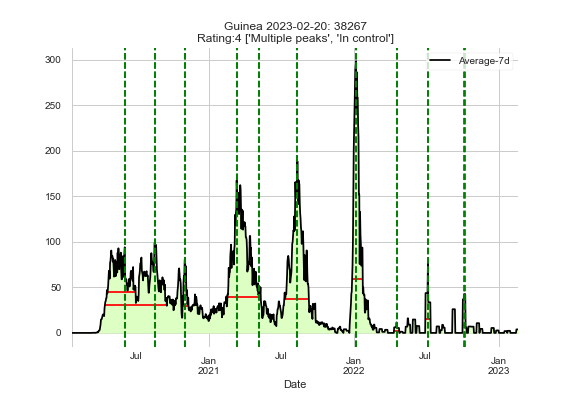 Guinea 2023-02-20: 38267
Rating:4 ['Multiple peaks', 'In control']
Average-7d
300
250
200
150
100
50
0
Jul
Jan
2021
Jul
Jan
2022
Jul
Jan
2023
Date